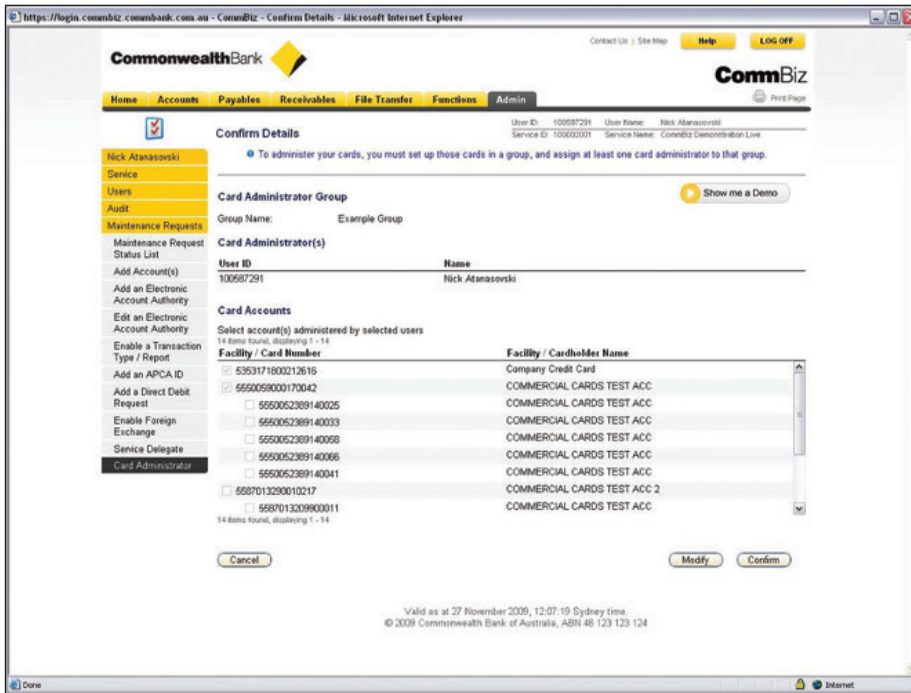 https://login.commbiz.commbank.com.au - CommBiz - Confirm Details - Microsoft Internet Explorer
Contact Us | Site Map
Help
LOG OFF
CommonwealthBank
CommBiz
Home Accounts Payables Receivables File Transfer Functions Admin
Print Page
User ID: 100587291 User Name: Nick Atanasovski
Service ID: 100002001 Service Name: CommBiz Demonstration Live
Confirm Details
To administer your cards, you must set up those cards in a group, and assign at least one card administrator to that group.
Nick Atanasovski
Service
Users
Audit
Maintenance Requests
Maintenance Request
Status List
Add Account(s)
Add an Electronic
Account Authority
Edit an Electronic
Account Authority
Enable a Transaction
Type / Report
Add an APCA ID
Add a Direct Debit
Request
Enable Foreign
Exchange
Service Delegate
Card Administrator
Card Administrator Group
Show me a Demo
Group Name: Example Group
Card Administrator(s)
User ID Name
100587291 Nick Atanasovski
Card Accounts
Select account(s) administered by selected users
14 items found, displaying 1 - 14
Facility / Card Number Facility / Cardholder Name
5353171800212616 Company Credit Card
5550059000170042 COMMERCIAL CARDS TEST ACC
5550052389140025 COMMERCIAL CARDS TEST ACC
5550052389140033 COMMERCIAL CARDS TEST ACC
5550052389140058 COMMERCIAL CARDS TEST ACC
5550052389140066 COMMERCIAL CARDS TEST ACC
5550052389140041 COMMERCIAL CARDS TEST ACC
5587013290010217 COMMERCIAL CARDS TEST ACC 2
5587013209900011 COMMERCIAL CARDS TEST ACC
14 items found, displaying 1 - 14
Cancel
Modify
Confirm
Valid as at 27 November 2009, 12:07:19 Sydney time.
© 2009 Commonwealth Bank of Australia, ABN 48 123 123 124
Done
Internet